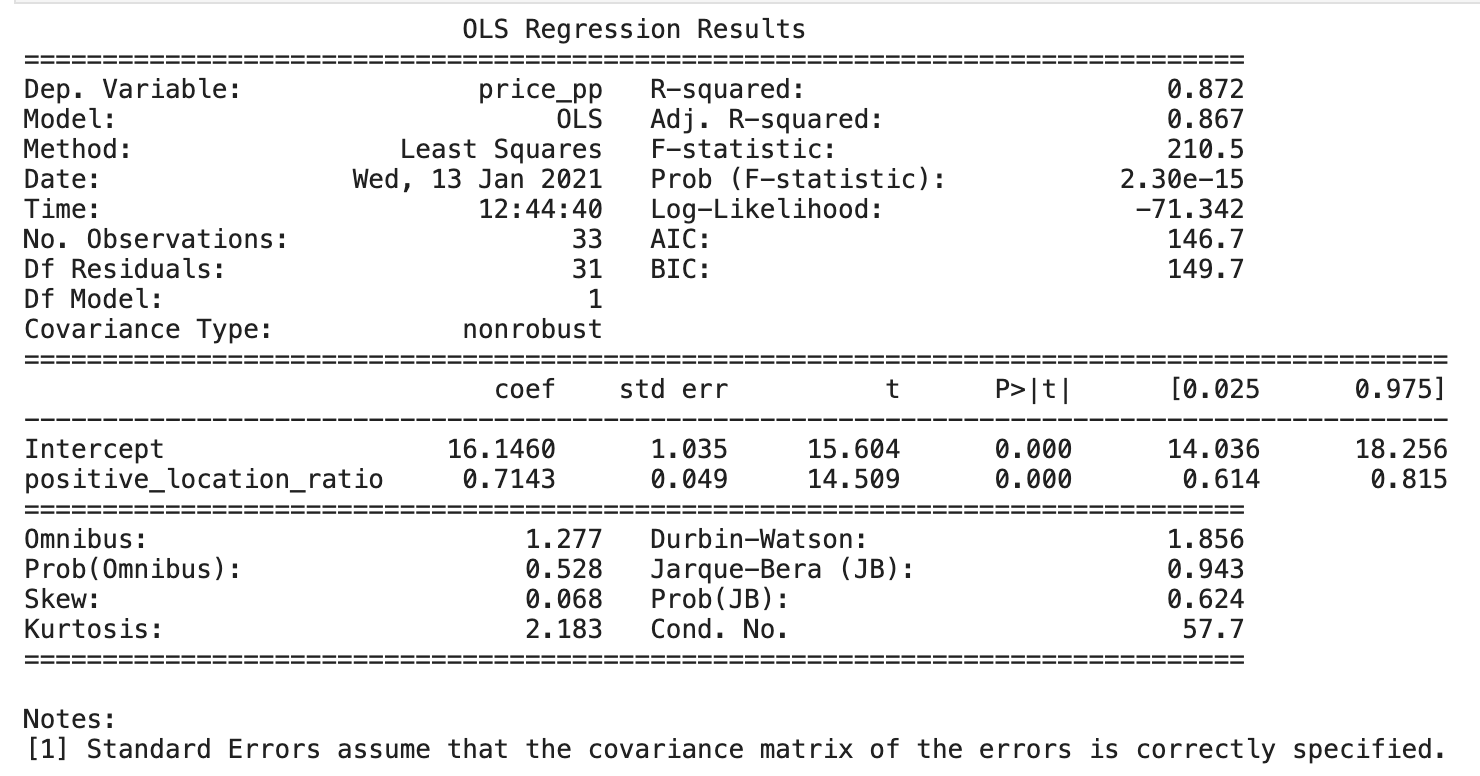 OLS Regression Results
==============================================================================
Dep. Variable: price_pp R-squared: 0.872
Model: OLS Adj. R-squared: 0.867
Method: Least Squares F-statistic: 210.5
Date: Wed, 13 Jan 2021 Prob (F-statistic): 2.30e-15
Time: 12:44:40 Log-Likelihood: -71.342
No. Observations: 33 AIC: 146.7
Df Residuals: 31 BIC: 149.7
Df Model: 1
Covariance Type: nonrobust
===========================================================================================
coef std err t P>|t| [0.025 0.975]
-------------------------------------------------------------------------------------------
Intercept 16.1460 1.035 15.604 0.000 14.036 18.256
positive_location_ratio 0.7143 0.049 14.509 0.000 0.614 0.815
==============================================================================
Omnibus: 1.277 Durbin-Watson: 1.856
Prob(Omnibus): 0.528 Jarque-Bera (JB): 0.943
Skew: 0.068 Prob(JB): 0.624
Kurtosis: 2.183 Cond. No. 57.7
==============================================================================
Notes:
[1] Standard Errors assume that the covariance matrix of the errors is correctly specified.